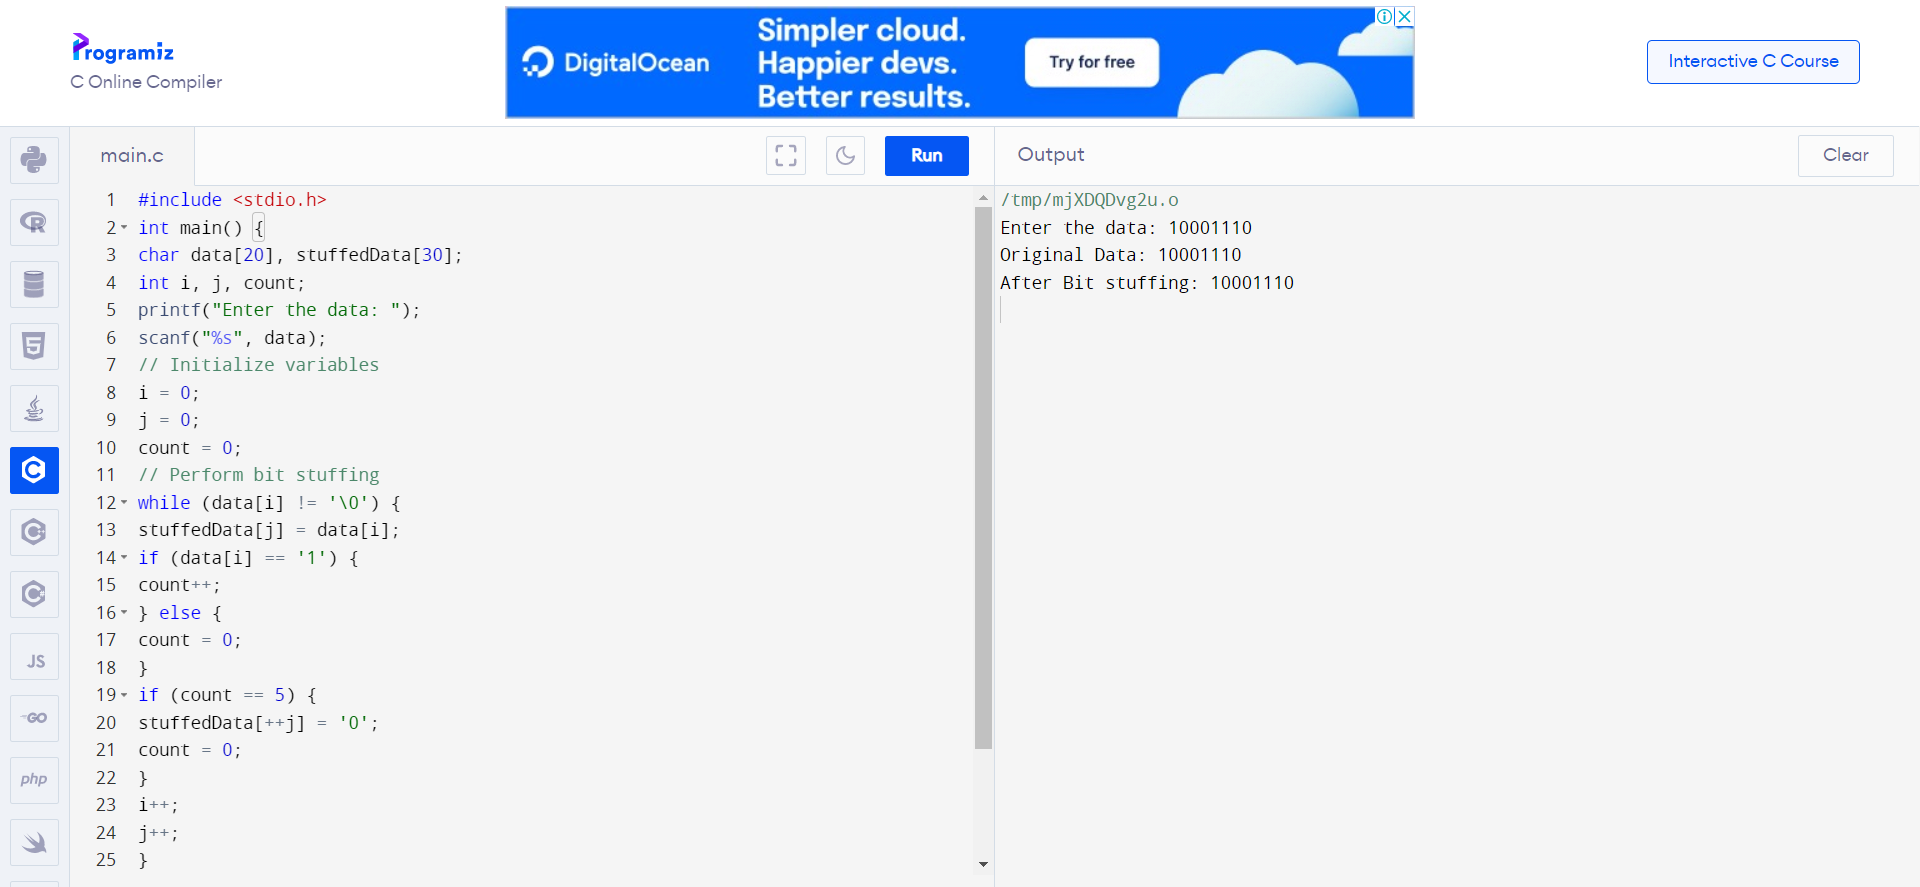 Programiz
C Online Compiler
DigitalOcean
Simpler cloud.
Happier devs.
Better results.
Try for free
Interactive C Course
main.c
Run
Output
Clear
1 #include <stdio.h>
2 int main() {
3 char data[20], stuffedData[30];
4 int i, j, count;
5 printf("Enter the data: ");
6 scanf("%s", data);
7 // Initialize variables
8 i = 0;
9 j = 0;
10 count = 0;
11 // Perform bit stuffing
12 while (data[i] != '\0') {
13 stuffedData[j] = data[i];
14 if (data[i] == '1') {
15 count++;
16 } else {
17 count = 0;
18 }
19 if (count == 5) {
20 stuffedData[++j] = '0';
21 count = 0;
22 }
23 i++;
24 j++;
25 }
/tmp/mjXDQDvg2u.o
Enter the data: 10001110
Original Data: 10001110
After Bit stuffing: 10001110
R
5
C
C
C
JS
GO
php